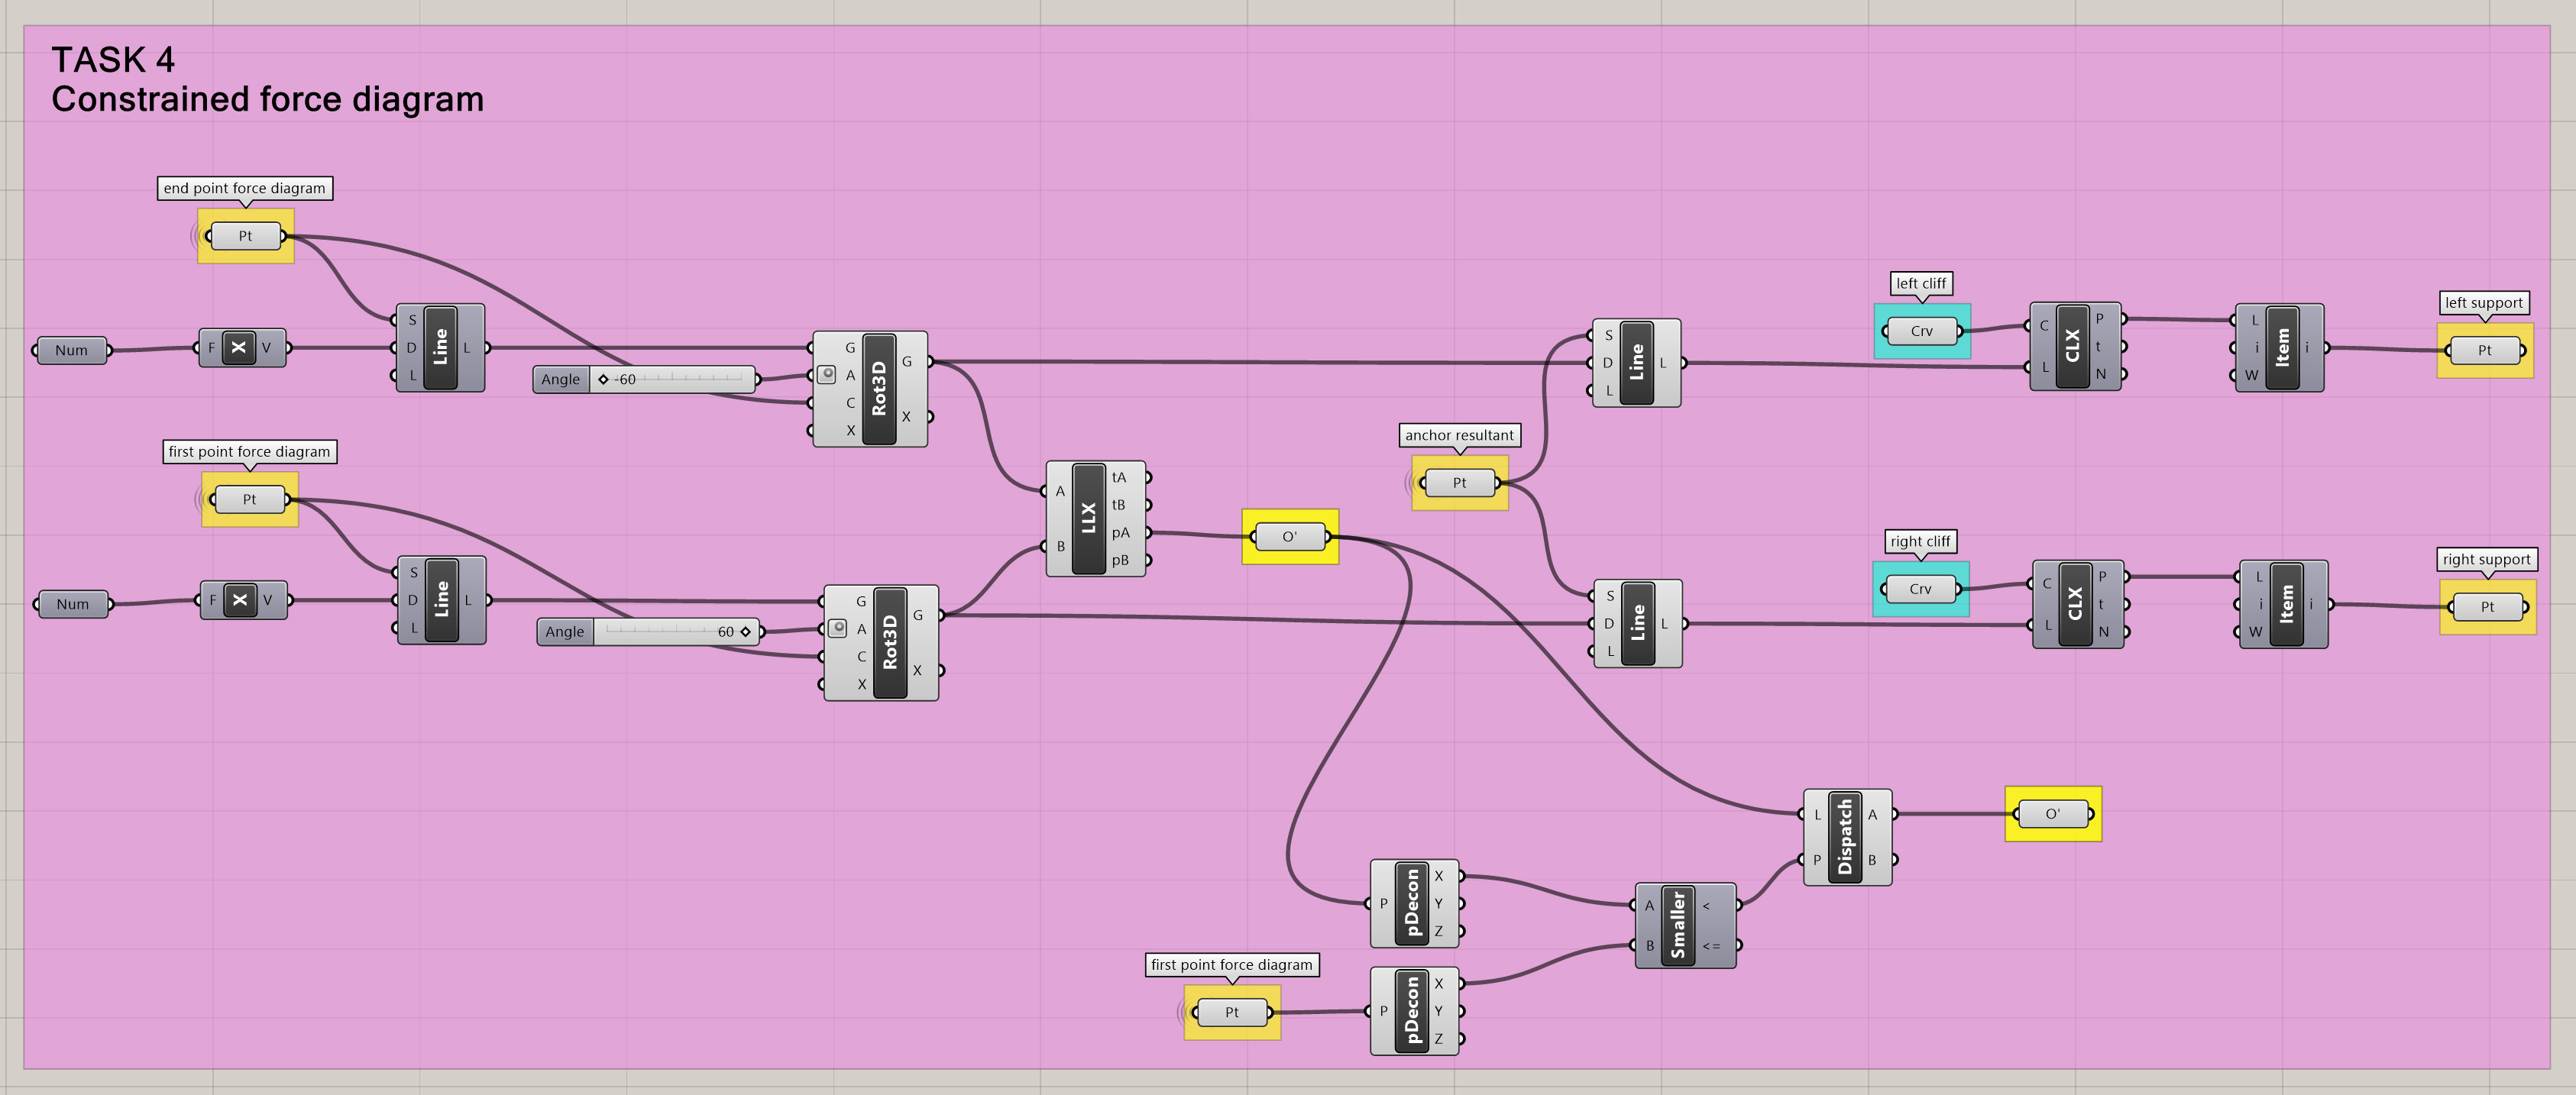 TASK 4
Constrained force diagram
end point force diagram
Pt
Num
F X V
S
D
L
Line
L
Angle
-60
G
A
C
X
Rot3D
G
X
first point force diagram
Pt
Num
F X V
S
D
L
Line
L
Angle
60
G
A
C
X
Rot3D
G
X
A
B
LLX
tA
tB
pA
pB
O'
anchor resultant
Pt
S
D
L
Line
L
left cliff
Crv
C
L
CLX
P
t
N
L
i
W
Item
i
left support
Pt
S
D
L
Line
L
right cliff
Crv
C
L
CLX
P
t
N
L
i
W
Item
i
right support
Pt
L
P
Dispatch
A
B
O'
P
pDecon
X
Y
Z
A
B
Smaller
<
<=
first point force diagram
Pt
P
pDecon
X
Y
Z